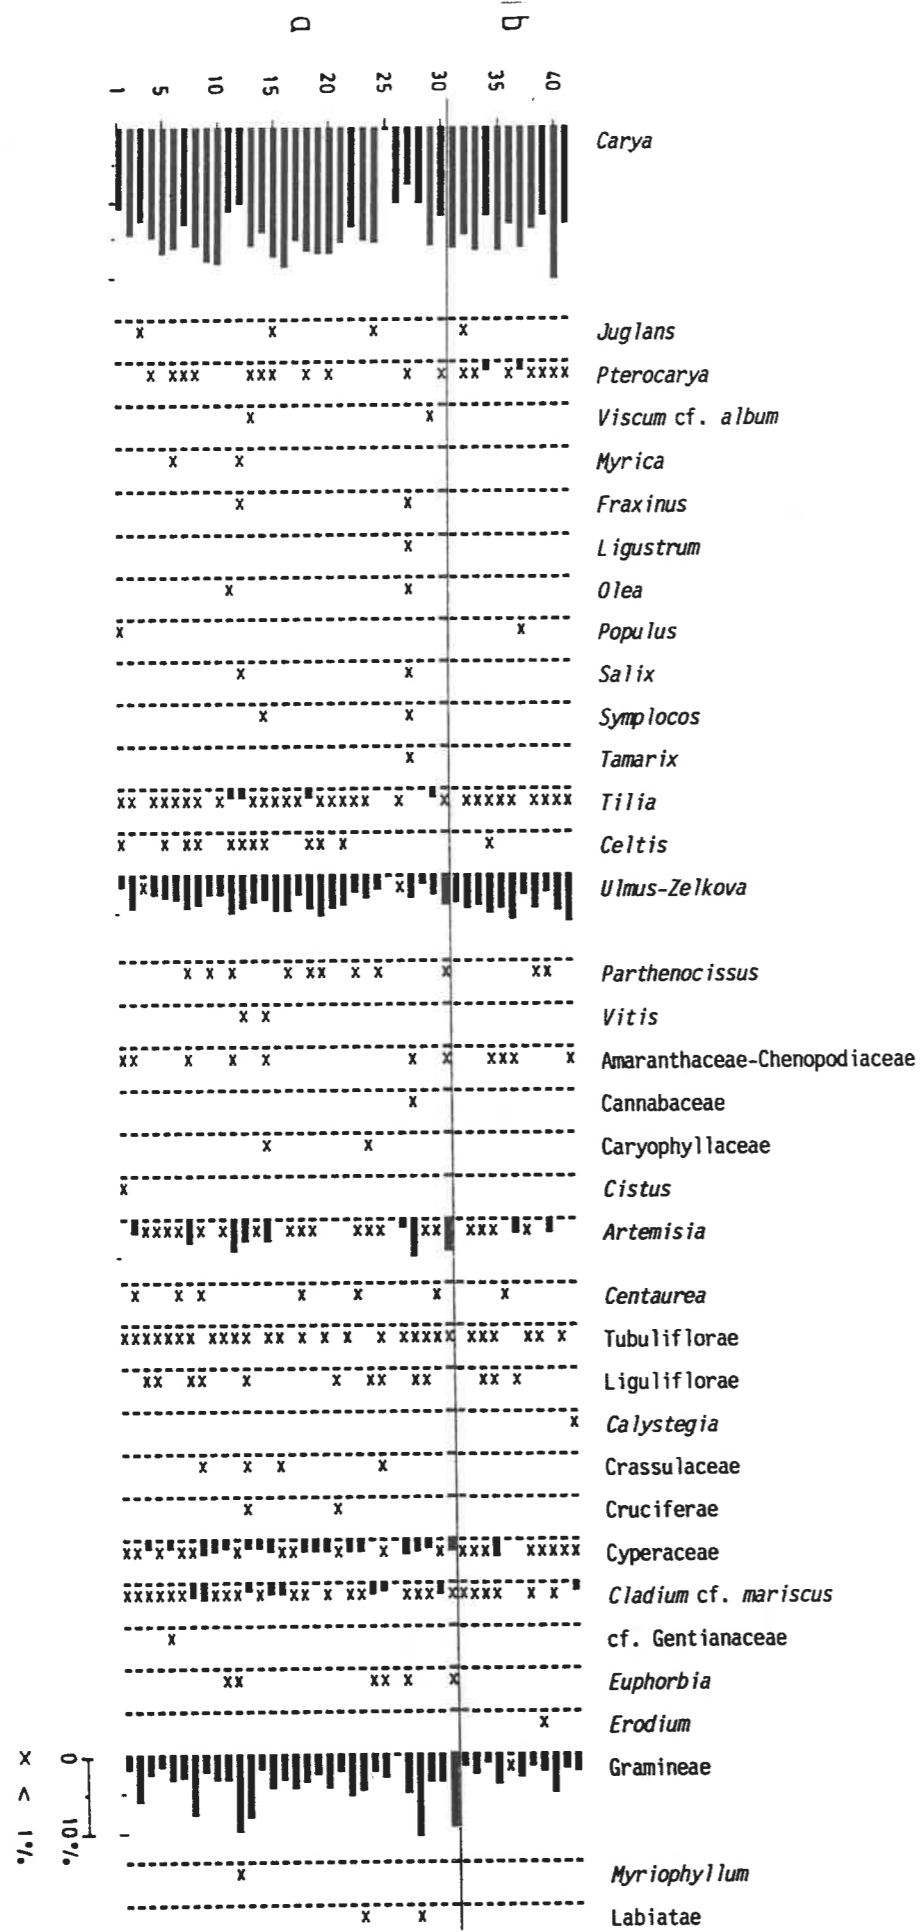 a b
1 5 10 15 20 25 30 35 40
Carya
Juglans
Pterocarya
Viscum cf. album
Myrica
Fraxinus
Ligustrum
Olea
Populus
Salix
Symplocos
Tamarix
Tilia
Celtis
Ulmus-Zelkova
Parthenocissus
Vitis
Amaranthaceae-Chenopodiaceae
Cannabaceae
Caryophyllaceae
Cistus
Artemisia
Centaurea
Tubuliflorae
Liguliflorae
Calystegia
Crassulaceae
Cruciferae
Cyperaceae
Cladium cf. mariscus
cf. Gentianaceae
Euphorbia
Erodium
Gramineae
0 10%
x < 1%
Myriophyllum
Labiatae